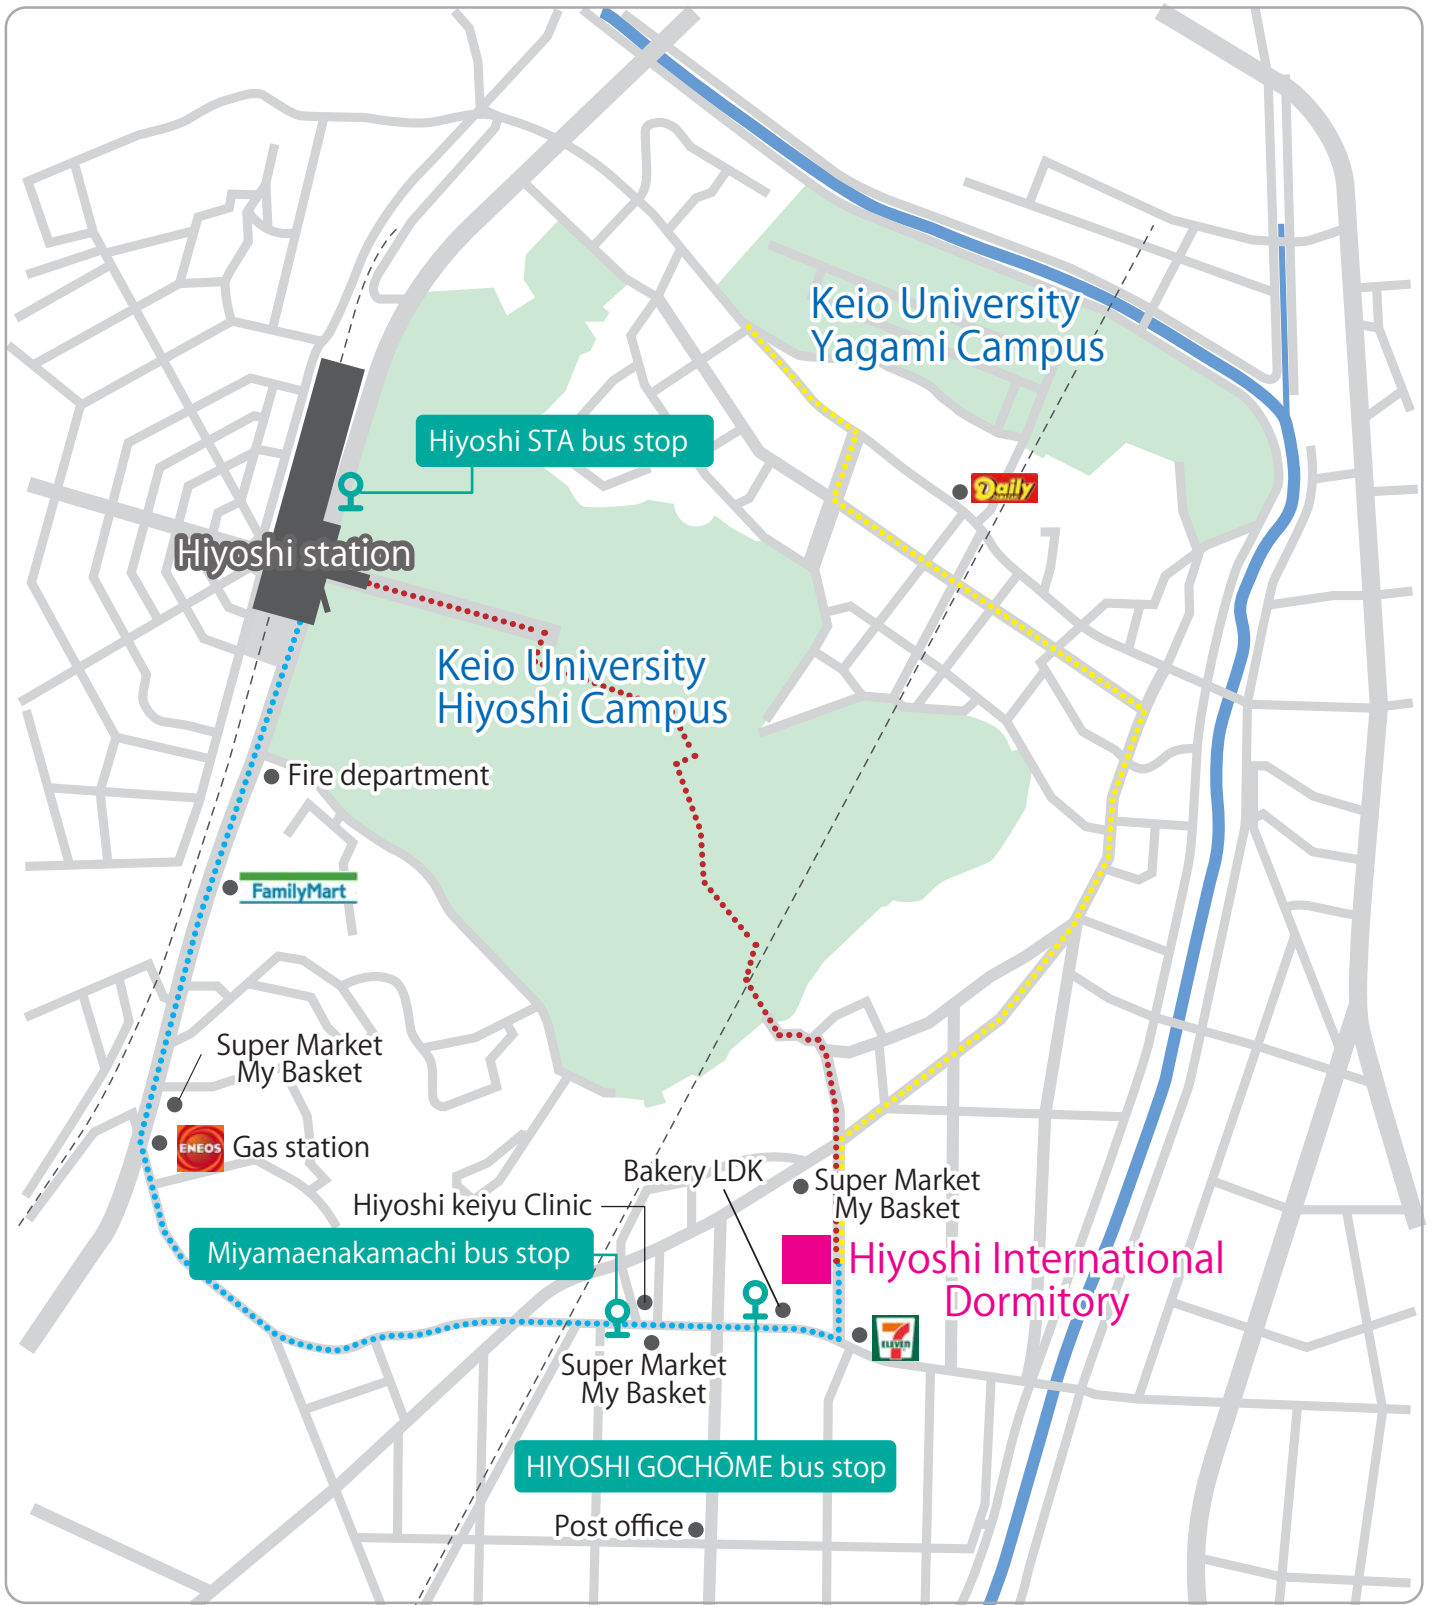 Keio University
Yagami Campus
Hiyoshi STA bus stop
Daily
Hiyoshi station
Keio University
Hiyoshi Campus
Fire department
FamilyMart
Super Market
My Basket
ENEOS
Gas station
Bakery LDK
Super Market
My Basket
Hiyoshi keiyu Clinic
Miyamaenakamachi bus stop
Hiyoshi International
Dormitory
7
ELEVEN
Super Market
My Basket
HIYOSHI GOCHŌME bus stop
Post office